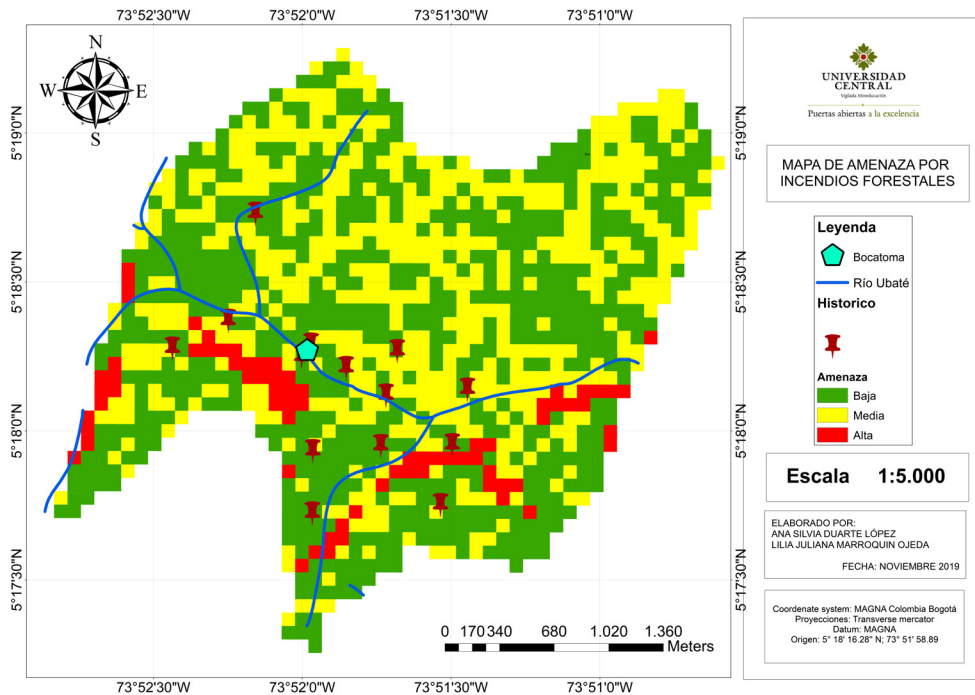 73°52'30"W 73°52'0"W 73°51'30"W 73°51'0"W
N
W E
S
5°19'0"N 5°19'0"N
5°18'30"N 5°18'30"N
5°18'0"N 5°18'0"N
5°17'30"N 5°17'30"N
0 170 340 680 1.020 1.360
Meters
73°52'30"W 73°52'0"W 73°51'30"W 73°51'0"W
UNIVERSIDAD
CENTRAL
Vigilada Mineducación
Puertas abiertas a la excelencia
MAPA DE AMENAZA POR
INCENDIOS FORESTALES
Leyenda
Bocatoma
Río Ubaté
Historico
Amenaza
Baja
Media
Alta
Escala 1:5.000
ELABORADO POR:
ANA SILVIA DUARTE LÓPEZ
LILIA JULIANA MARROQUIN OJEDA
FECHA: NOVIEMBRE 2019
Coordenate system: MAGNA Colombia Bogotá
Proyecciones: Transverse mercator
Datum: MAGNA
Origen: 5° 18' 16.28" N; 73° 51' 58.89